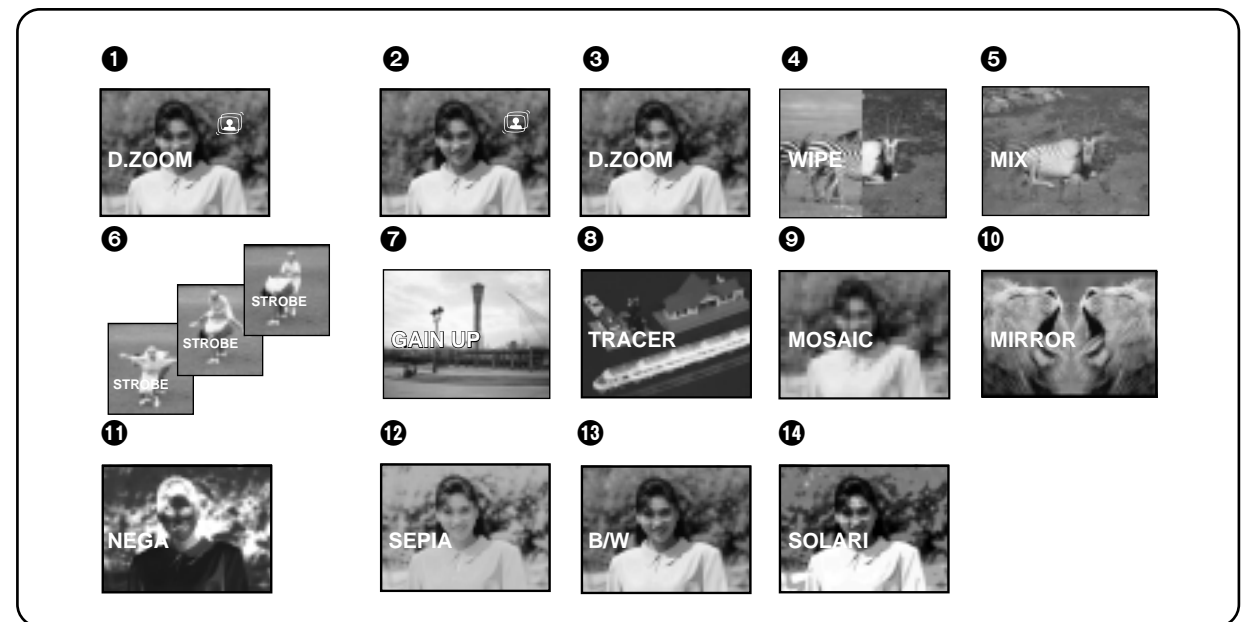 ❶ ❷ ❸ ❹ ❺
D.ZOOM D.ZOOM WIPE MIX
❻ ❼ ❽ ❾ ❿
STROBE
STROBE
STROBE
GAIN UP TRACER MOSAIC MIRROR
⓫ ⓬ ⓭ ⓮
NEGA SEPIA B/W SOLARI